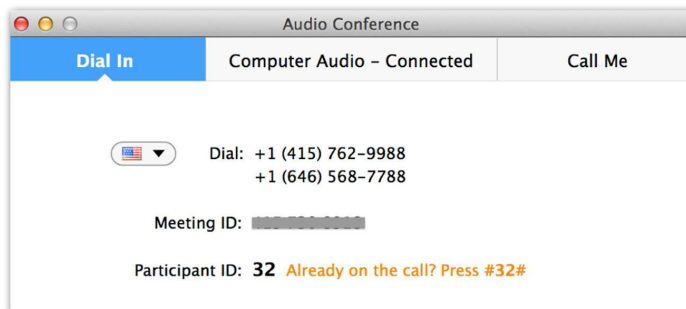 Audio Conference
Dial In
Computer Audio – Connected
Call Me
Dial: +1 (415) 762-9988
+1 (646) 568-7788
Meeting ID:
Participant ID: 32 Already on the call? Press #32#